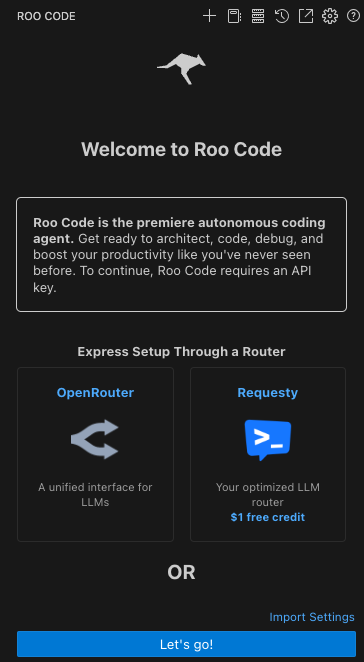 ROO CODE
Welcome to Roo Code
Roo Code is the premiere autonomous coding
agent. Get ready to architect, code, debug, and
boost your productivity like you've never seen
before. To continue, Roo Code requires an API
key.
Express Setup Through a Router
OpenRouter
A unified interface for
LLMs
Requesty
Your optimized LLM
router
$1 free credit
OR
Import Settings
Let's go!